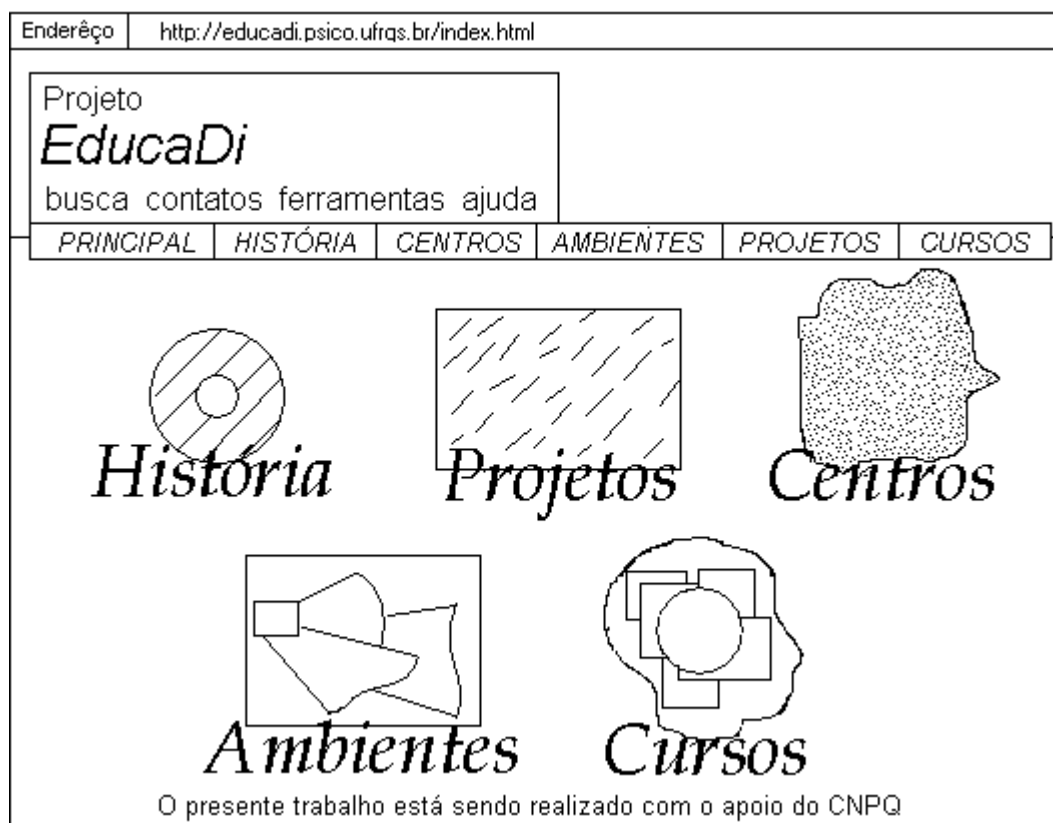 Enderêço http://educadi.psico.ufrgs.br/index.html
Projeto
EducaDi
busca contatos ferramentas ajuda
PRINCIPAL HISTÓRIA CENTROS AMBIENTES PROJETOS CURSOS
História Projetos Centros
Ambientes Cursos
O presente trabalho está sendo realizado com o apoio do CNPQ